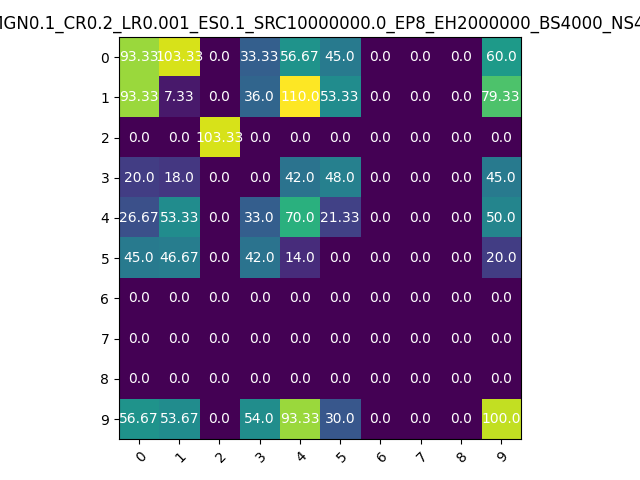 MGN0.1_CR0.2_LR0.001_ES0.1_SRC10000000.0_EP8_EH2000000_BS4000_NS4
0 93.33 103.33 0.0 33.33 56.67 45.0 0.0 0.0 0.0 60.0
1 93.33 7.33 0.0 36.0 110.0 53.33 0.0 0.0 0.0 79.33
2 0.0 0.0 103.33 0.0 0.0 0.0 0.0 0.0 0.0 0.0
3 20.0 18.0 0.0 0.0 42.0 48.0 0.0 0.0 0.0 45.0
4 26.67 53.33 0.0 33.0 70.0 21.33 0.0 0.0 0.0 50.0
5 45.0 46.67 0.0 42.0 14.0 0.0 0.0 0.0 0.0 20.0
6 0.0 0.0 0.0 0.0 0.0 0.0 0.0 0.0 0.0 0.0
7 0.0 0.0 0.0 0.0 0.0 0.0 0.0 0.0 0.0 0.0
8 0.0 0.0 0.0 0.0 0.0 0.0 0.0 0.0 0.0 0.0
9 56.67 53.67 0.0 54.0 93.33 30.0 0.0 0.0 0.0 100.0
0 1 2 3 4 5 6 7 8 9